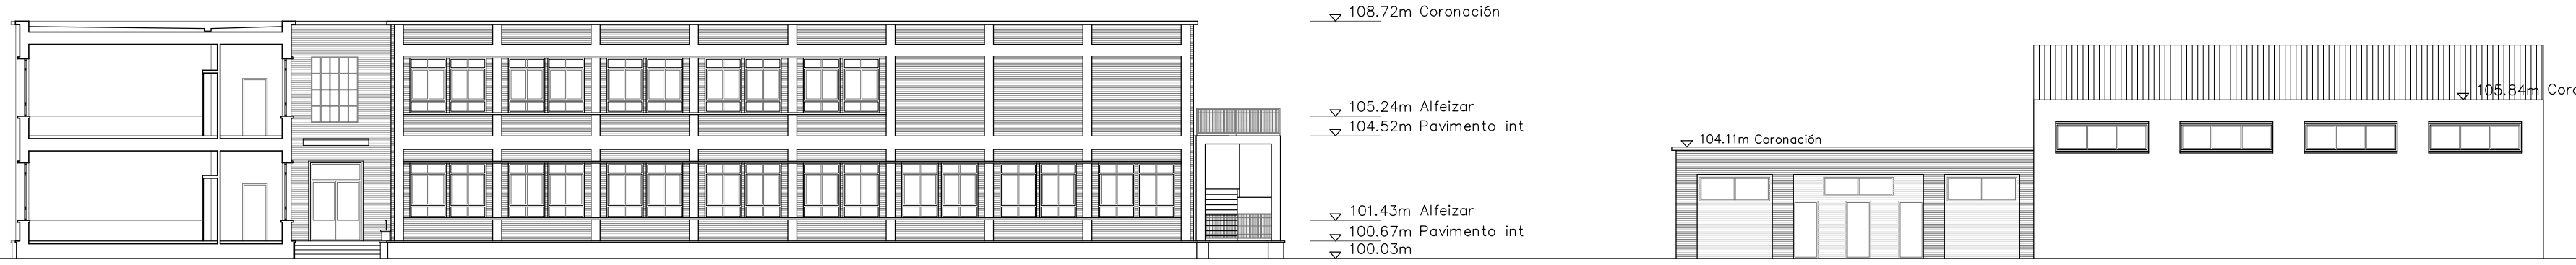 108.72m Coronación
105.24m Alfeizar
104.52m Pavimento int
101.43m Alfeizar
100.67m Pavimento int
100.03m
104.11m Coronación
105.84m Coro